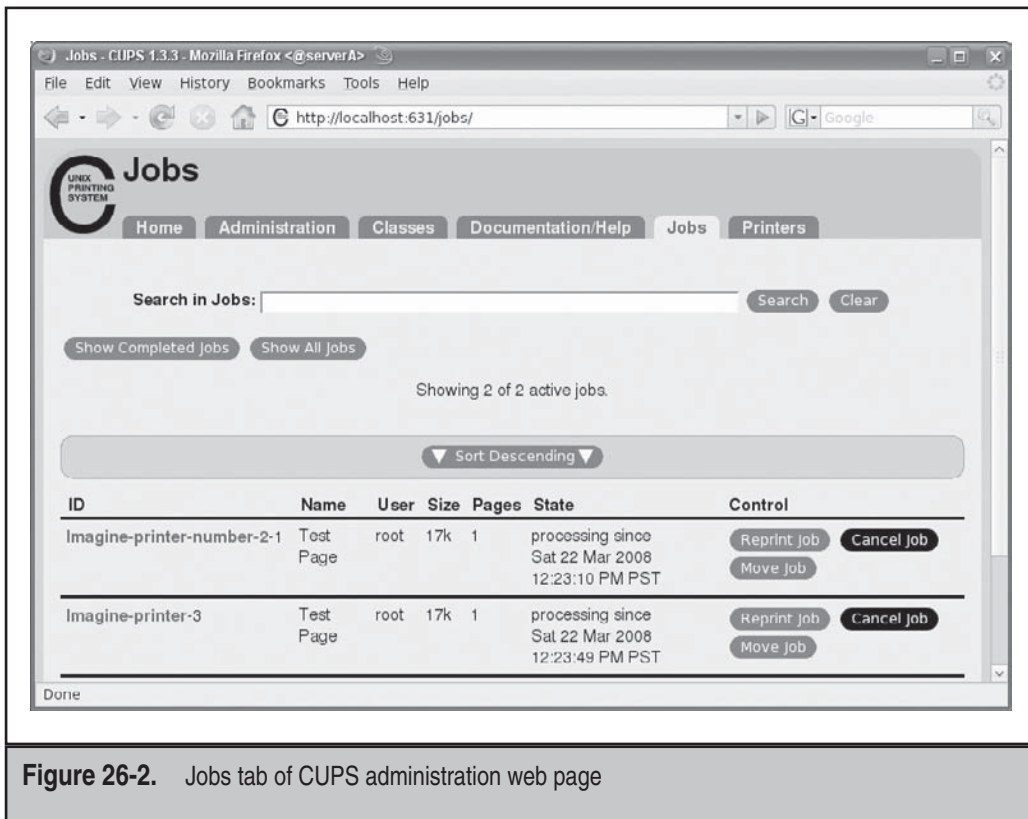 Jobs - CUPS 1.3.3 - Mozilla Firefox <@serverA>
File Edit View History Bookmarks Tools Help
http://localhost:631/jobs/
G Google
UNIX
PRINTING
SYSTEM
Jobs
Home Administration Classes Documentation/Help Jobs Printers
Search in Jobs: Search Clear
Show Completed Jobs Show All Jobs
Showing 2 of 2 active jobs.
Sort Descending
ID Name User Size Pages State Control
Imagine-printer-number-2-1 Test root 17k 1 processing since Reprint Job Cancel Job
Page Sat 22 Mar 2008 Move Job
12:23:10 PM PST
Imagine-printer-3 Test root 17k 1 processing since Reprint Job Cancel Job
Page Sat 22 Mar 2008 Move Job
12:23:49 PM PST
Done
Figure 26-2. Jobs tab of CUPS administration web page